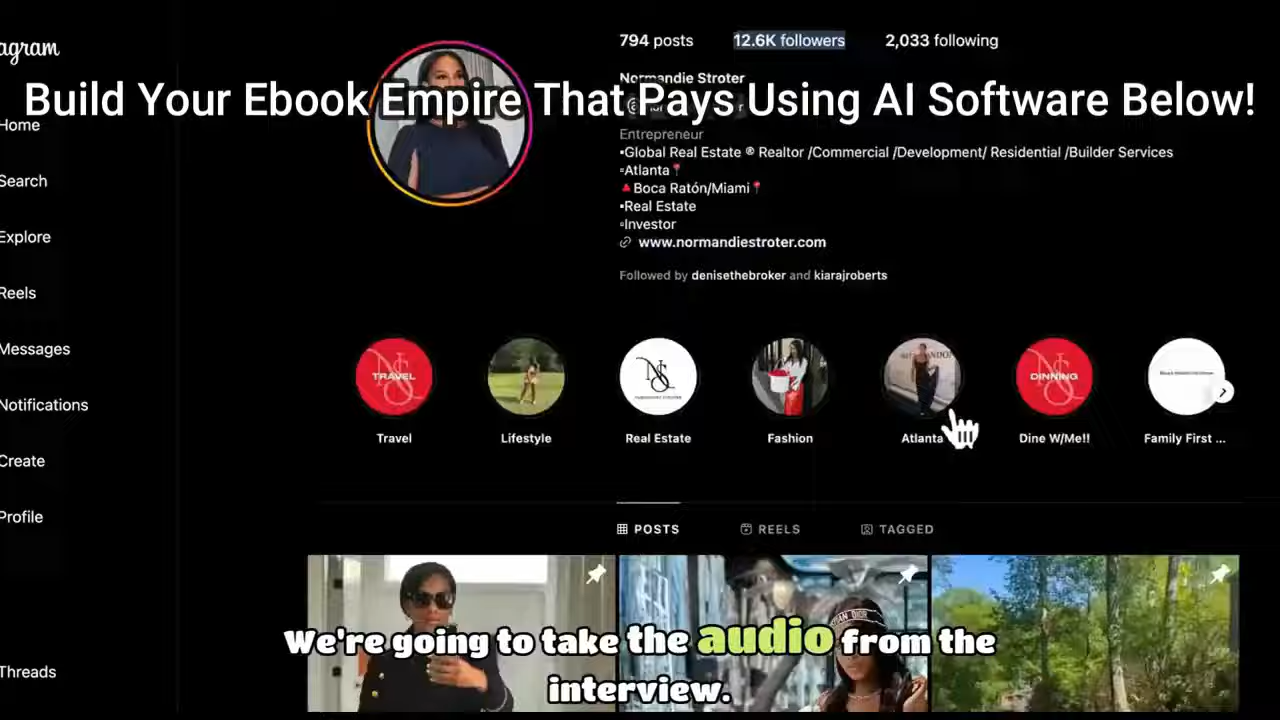 agram
794 posts 12.6K followers 2,033 following
Normandie Stroter
Build Your Ebook Empire That Pays Using AI Software Below!
Home
Entrepreneur
▪Global Real Estate ® Realtor /Commercial /Development/ Residential /Builder Services
▫Atlanta📍
🔺Boca Ratón/Miami📍
▪Real Estate
▫Investor
www.normandiestroter.com
Followed by denisethebroker and kiarajroberts
Search
Explore
Reels
Messages
Notifications
Create
Profile
Threads
TRAVEL
DINNING
Travel
Lifestyle
Real Estate
Fashion
Atlanta
Dine W/Me!!
Family First ...
POSTS
REELS
TAGGED
We're going to take the audio from the
interview.